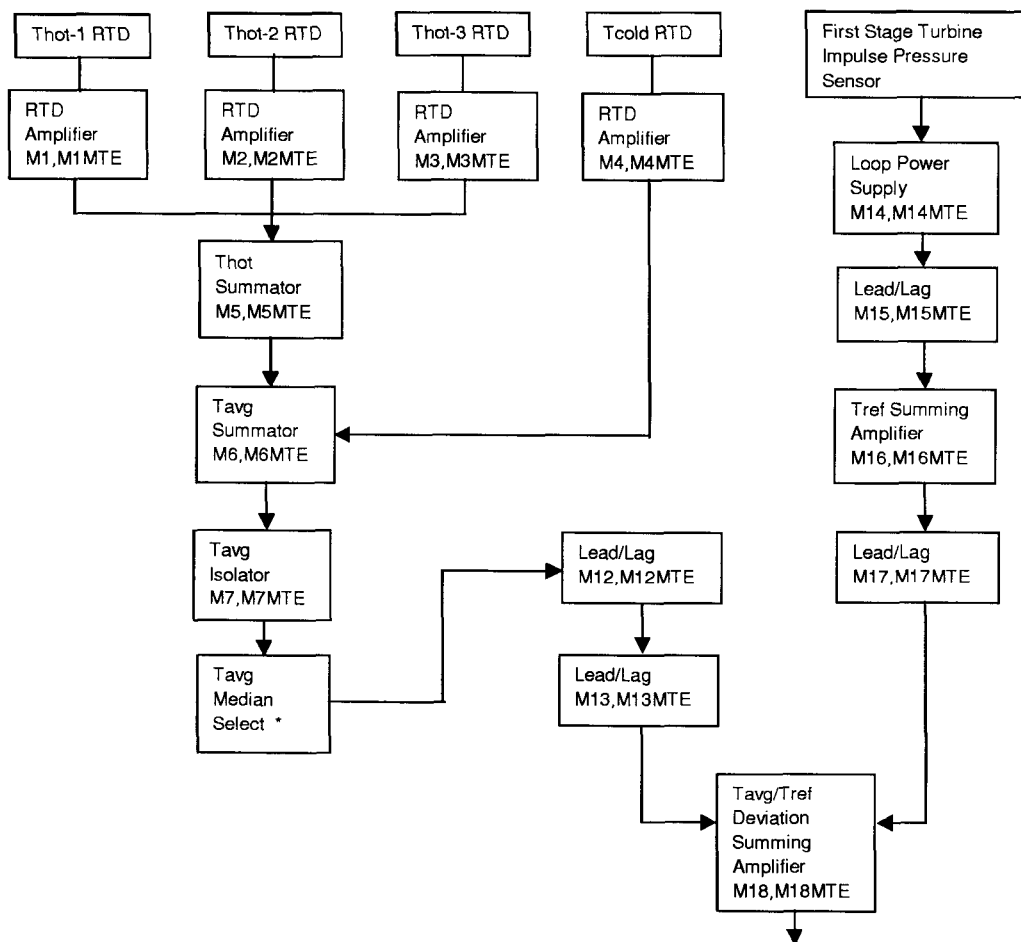 Thot-1 RTD
Thot-2 RTD
Thot-3 RTD
Tcold RTD
First Stage Turbine
Impulse Pressure
Sensor
RTD
Amplifier
M1,M1MTE
RTD
Amplifier
M2,M2MTE
RTD
Amplifier
M3,M3MTE
RTD
Amplifier
M4,M4MTE
Loop Power
Supply
M14,M14MTE
Thot
Summator
M5,M5MTE
Lead/Lag
M15,M15MTE
Tavg
Summator
M6,M6MTE
Tref Summing
Amplifier
M16,M16MTE
Tavg
Isolator
M7,M7MTE
Lead/Lag
M12,M12MTE
Lead/Lag
M17,M17MTE
Tavg
Median
Select *
Lead/Lag
M13,M13MTE
Tavg/Tref
Deviation
Summing
Amplifier
M18,M18MTE